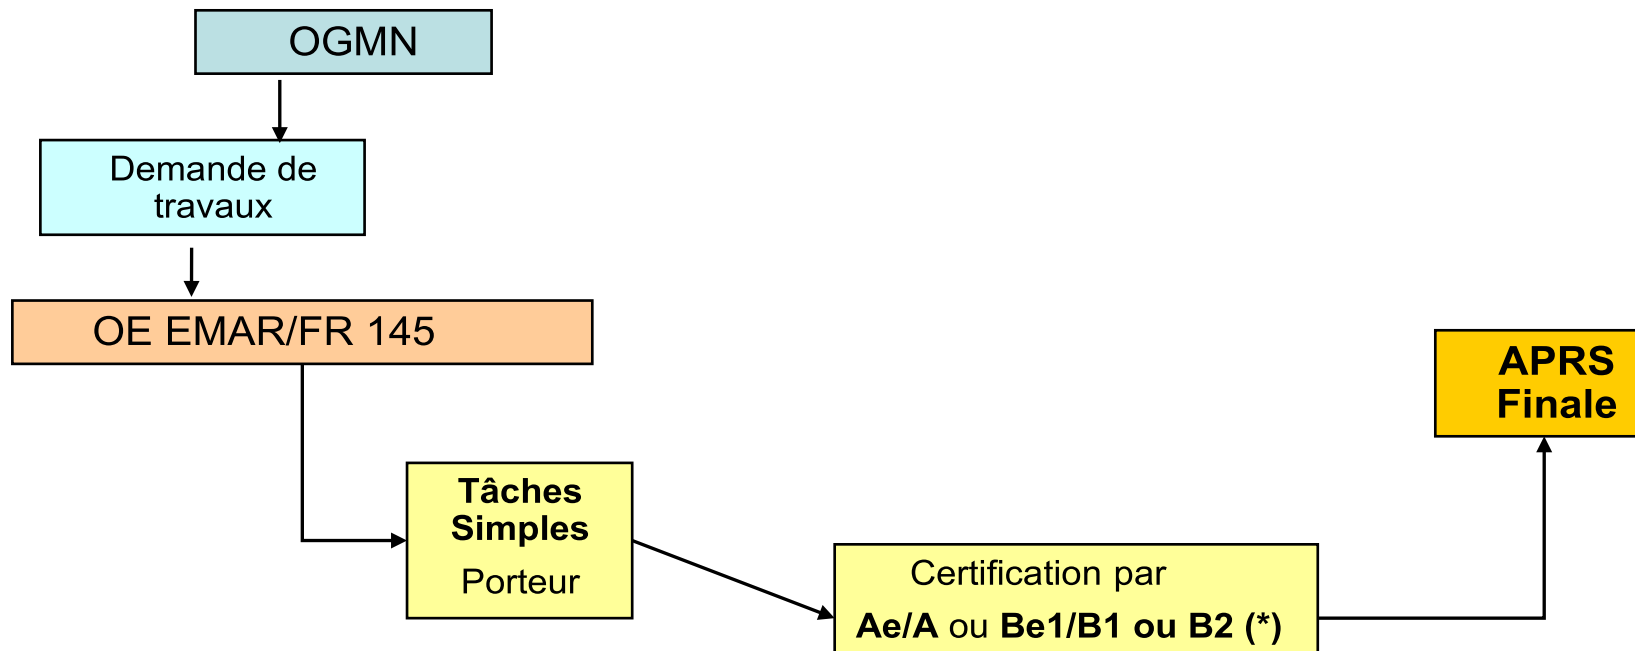 OGMN
Demande de
travaux
OE EMAR/FR 145
APRS
Finale
Tâches
Simples
Porteur
Certification par
Ae/A ou Be1/B1 ou B2 (*)